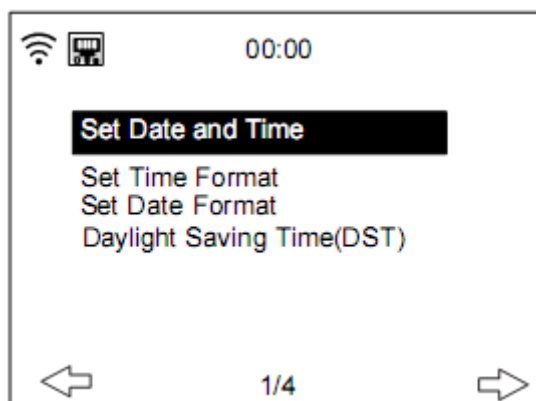 00:00
Set Date and Time
Set Time Format
Set Date Format
Daylight Saving Time(DST)
1/4